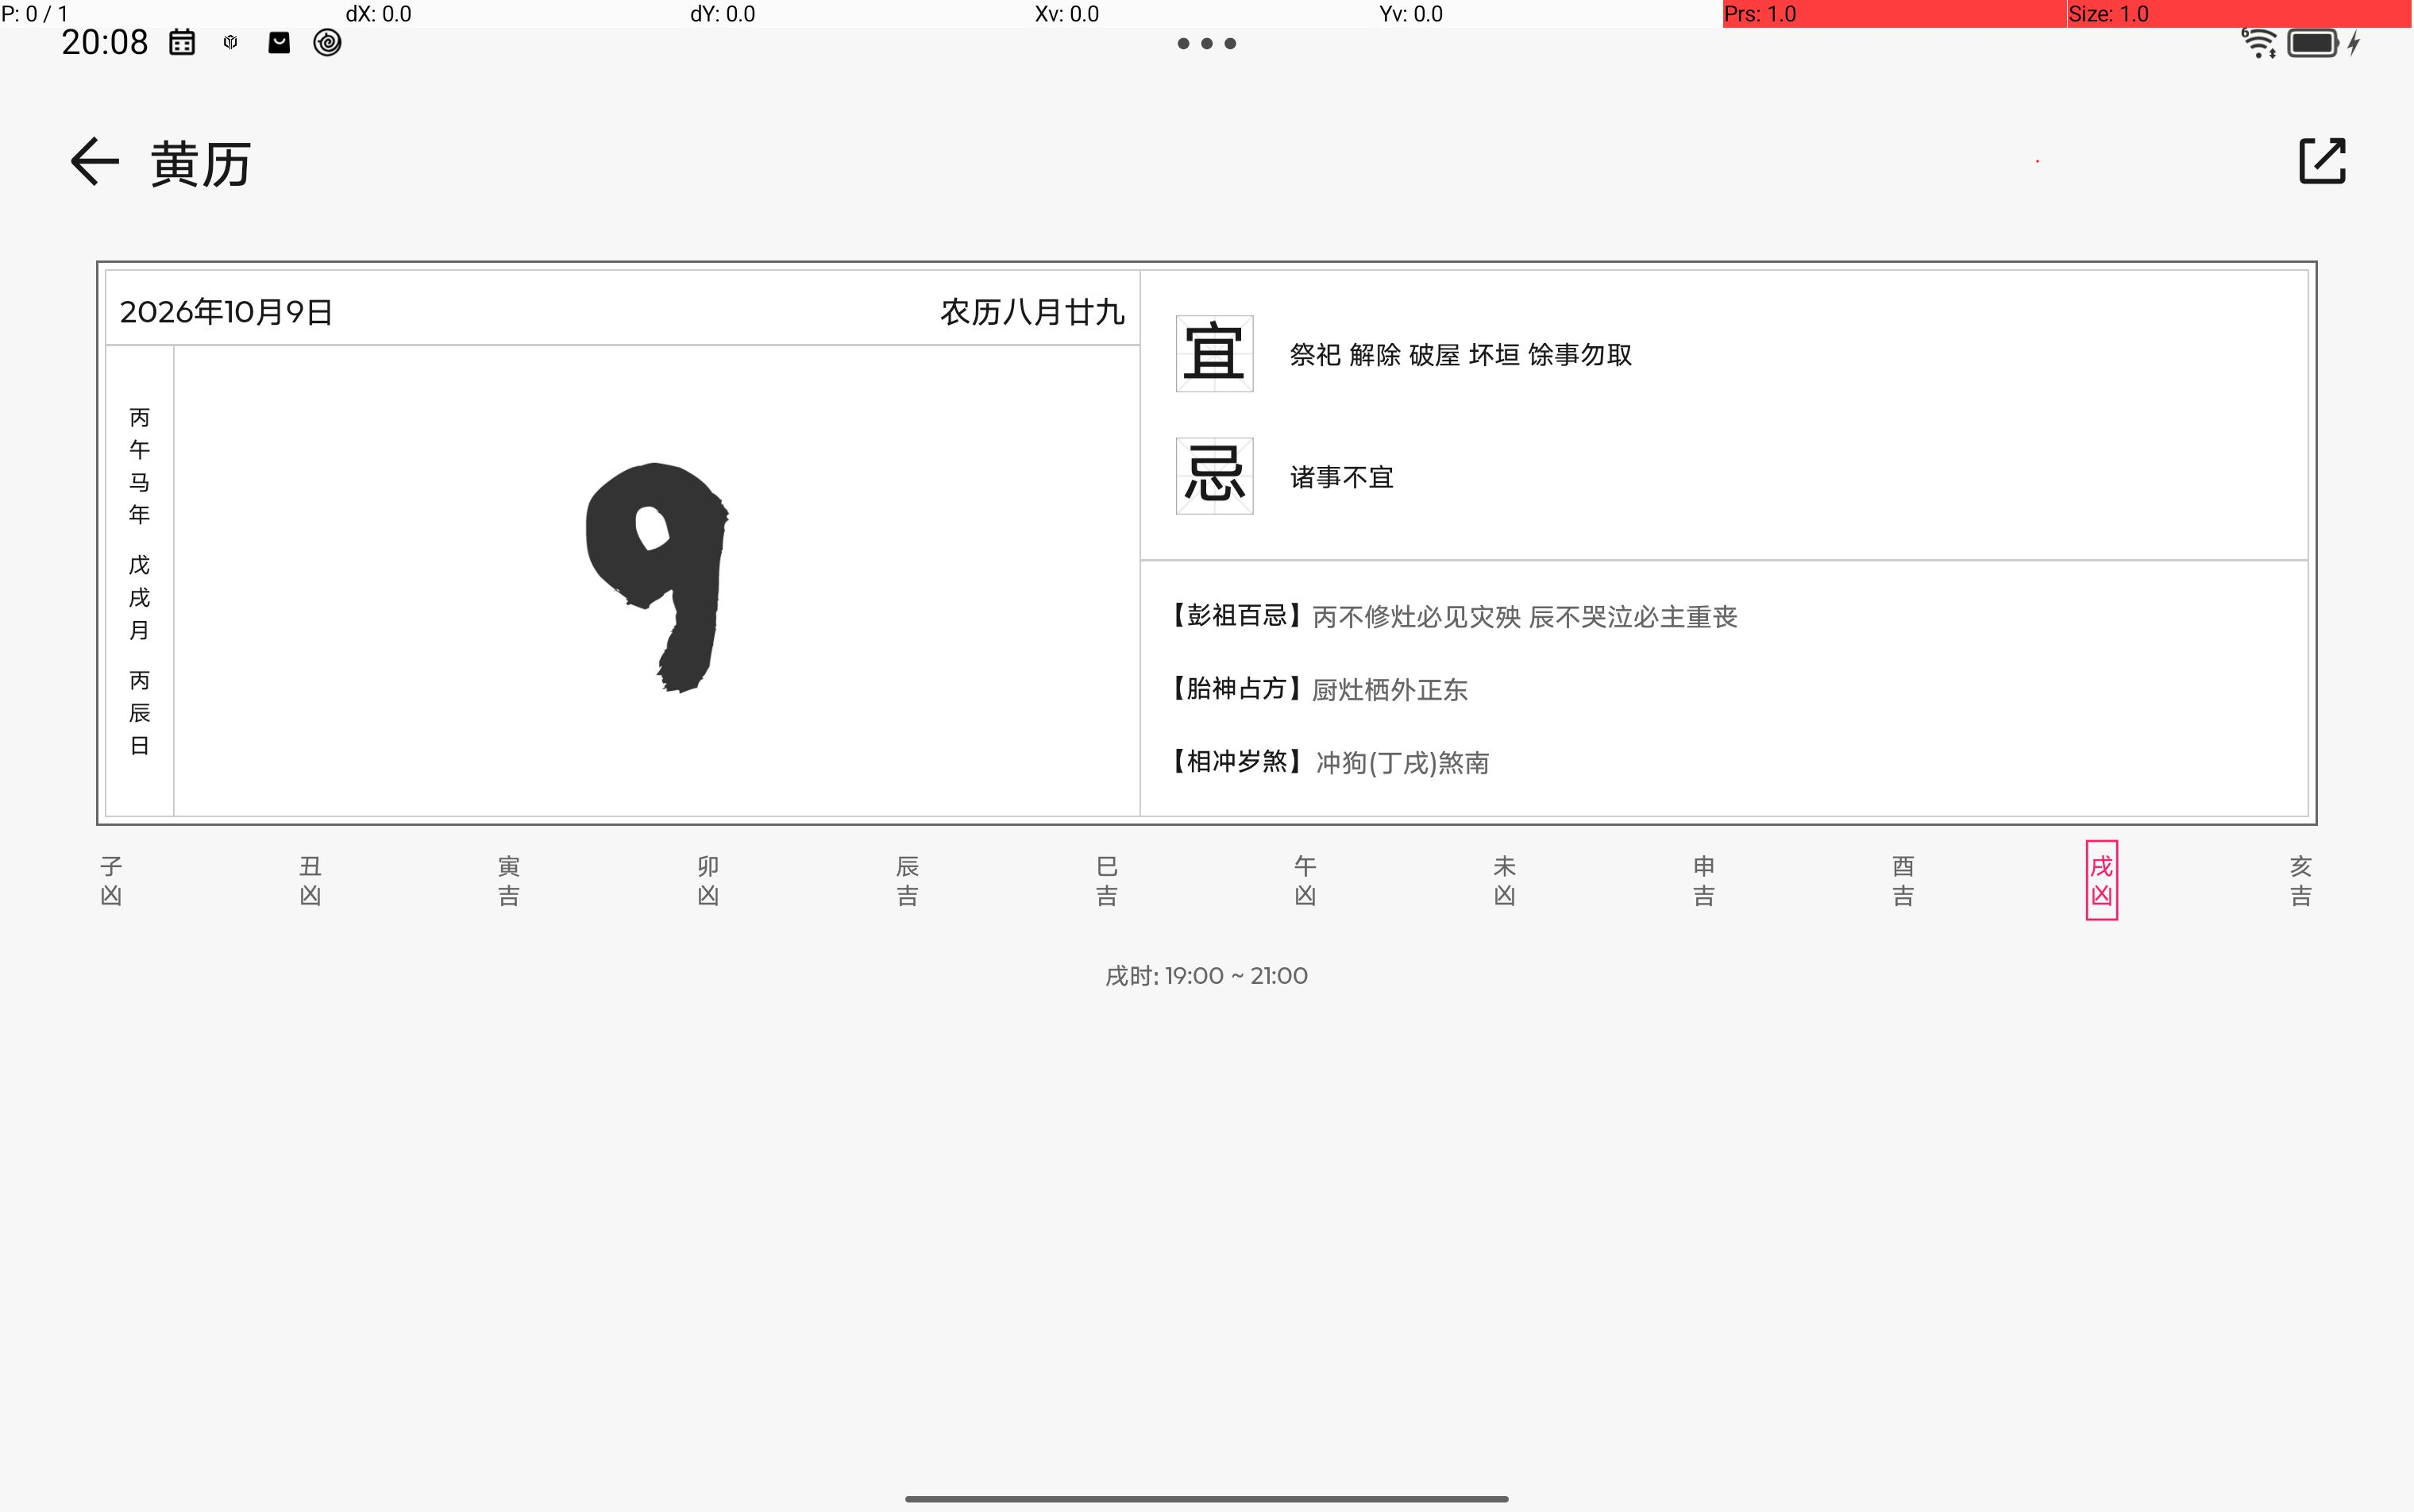 P: 0 / 1 dX: 0.0 dY: 0.0 Xv: 0.0 Yv: 0.0 Prs: 1.0 Size: 1.0
20:08 6
黄历
2026年10月9日 农历八月廿九
丙午马年 戊戌月 丙辰日
9
宜 祭祀 解除 破屋 坏垣 馀事勿取
忌 诸事不宜
【彭祖百忌】丙不修灶必见灾殃 辰不哭泣必主重丧
【胎神占方】厨灶栖外正东
【相冲岁煞】冲狗(丁戌)煞南
子 丑 寅 卯 辰 巳 午 未 申 酉 戌 亥
凶 凶 吉 凶 吉 吉 凶 凶 吉 吉 凶 吉
戌时: 19:00 ~ 21:00